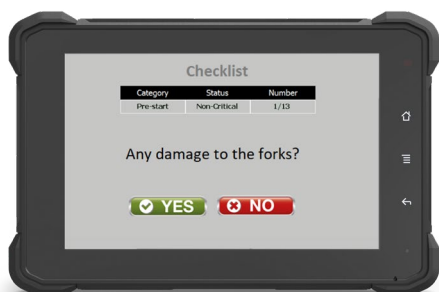 Checklist
Category Status Number
Pre-start Non-Critical 1/13
Any damage to the forks?
YES NO